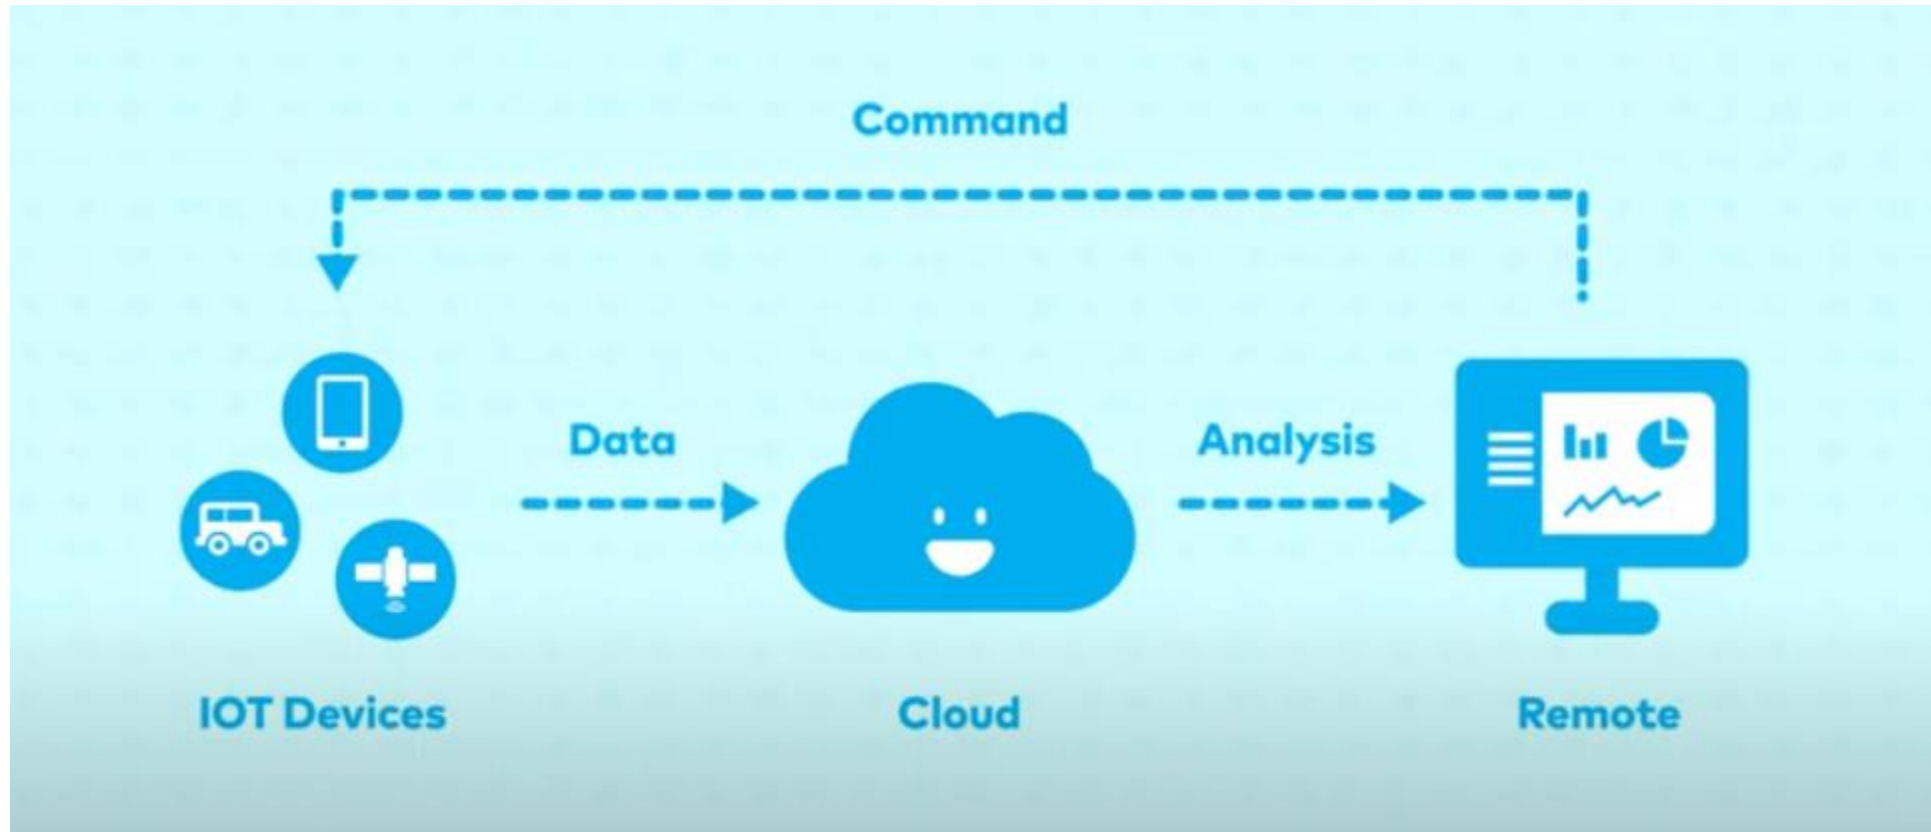 Command
Data
Analysis
IOT Devices
Cloud
Remote